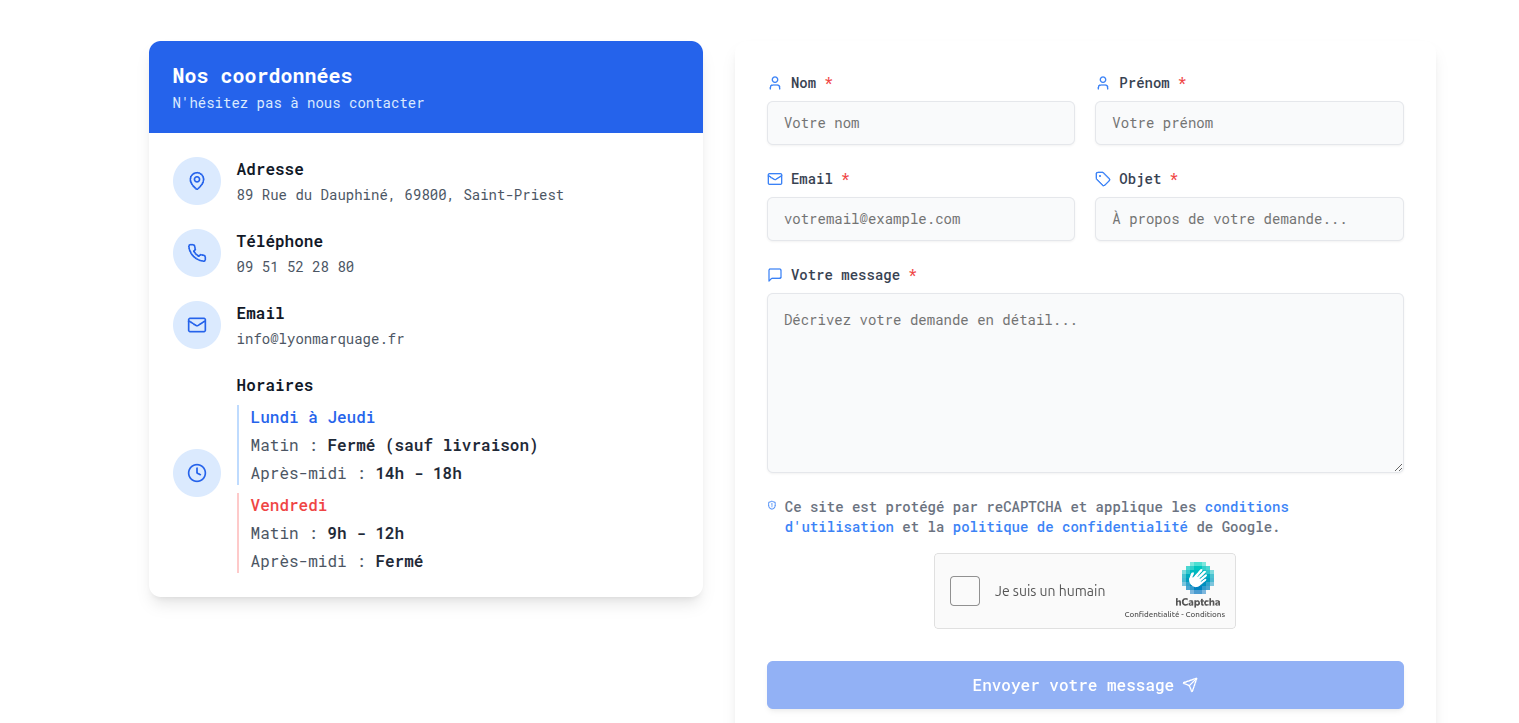 Nos coordonnées
N'hésitez pas à nous contacter
Adresse
89 Rue du Dauphiné, 69800, Saint-Priest
Téléphone
09 51 52 28 80
Email
info@lyonmarquage.fr
Horaires
Lundi à Jeudi
Matin : Fermé (sauf livraison)
Après-midi : 14h - 18h
Vendredi
Matin : 9h - 12h
Après-midi : Fermé
Nom *
Votre nom
Prénom *
Votre prénom
Email *
votremail@example.com
Objet *
À propos de votre demande...
Votre message *
Décrivez votre demande en détail...
Ce site est protégé par reCAPTCHA et applique les conditions
d'utilisation et la politique de confidentialité de Google.
Je suis un humain
hCaptcha
Confidentialité - Conditions
Envoyer votre message